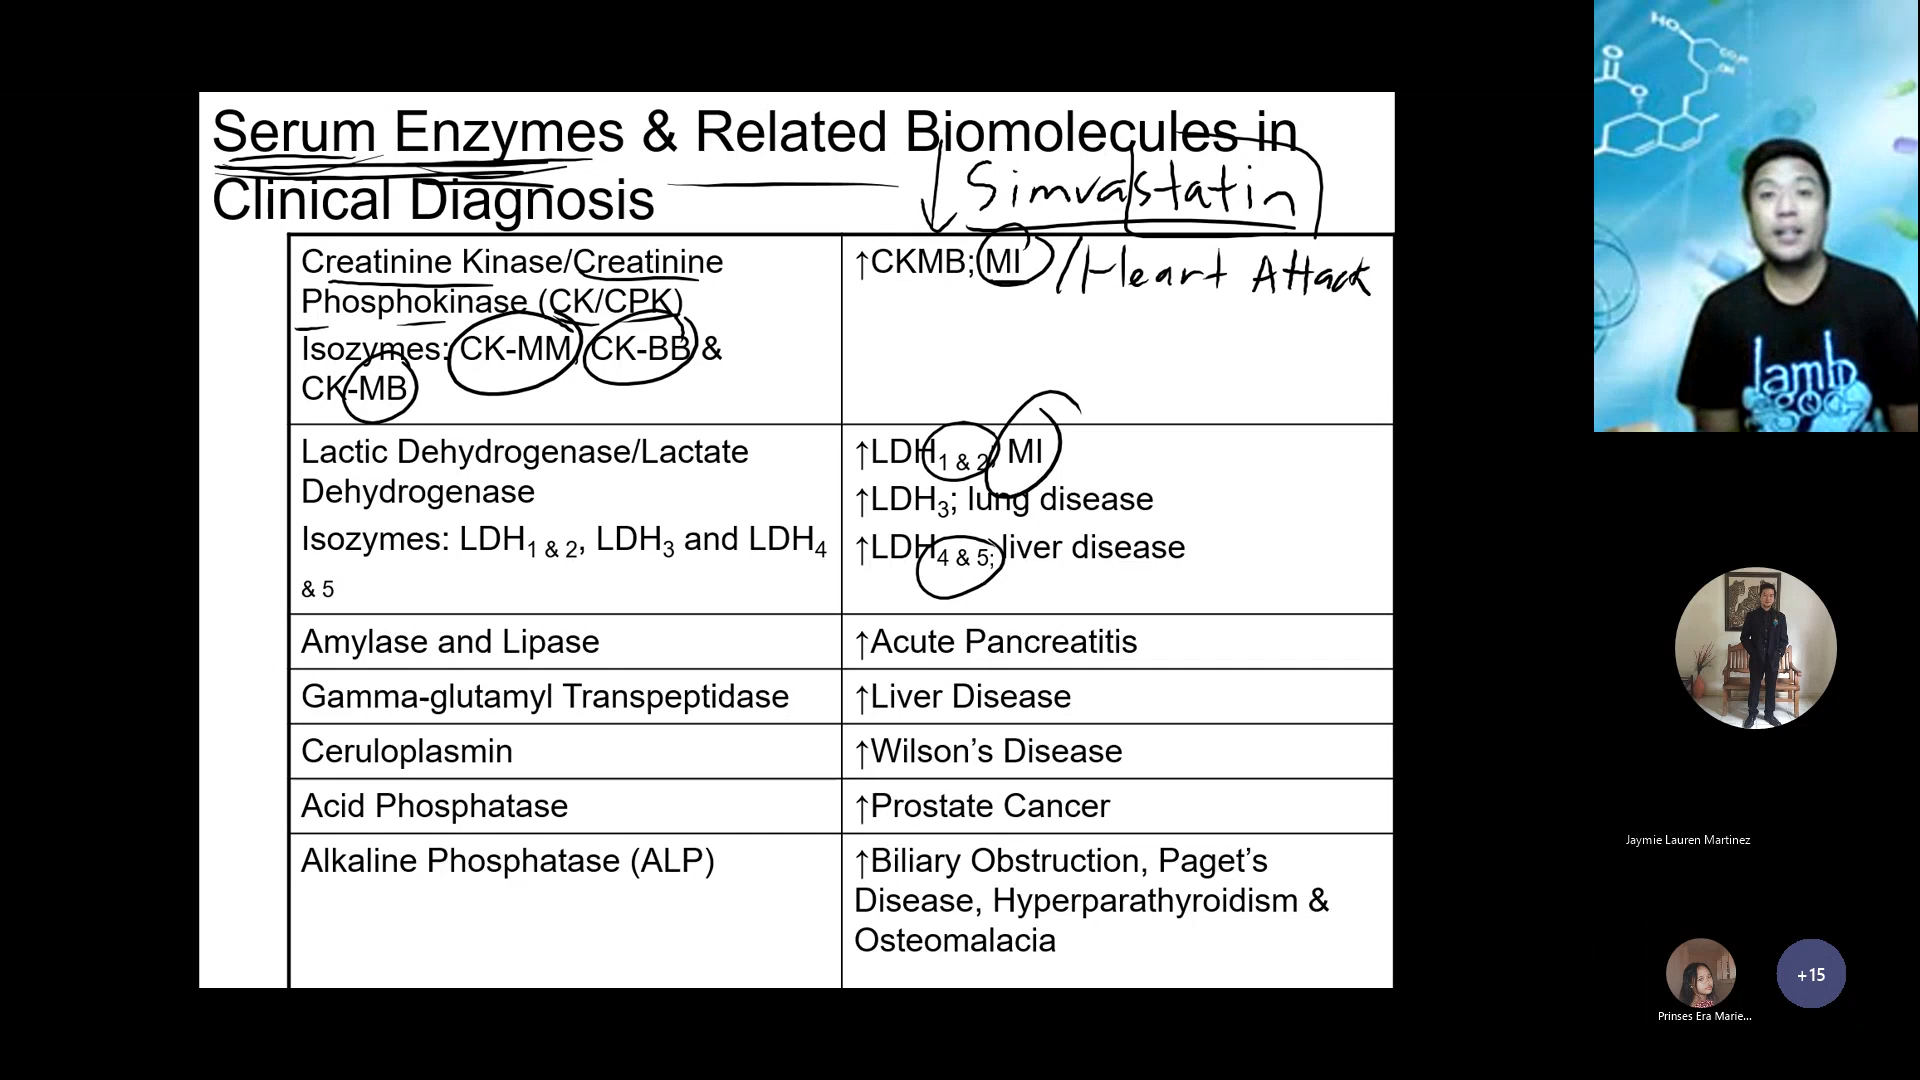 Serum Enzymes & Related Biomolecules in
Clinical Diagnosis
Simvastatin
Creatinine Kinase/Creatinine
Phosphokinase (CK/CPK)
Isozymes: CK-MM, CK-BB &
CK-MB
↑CKMB; MI
/Heart Attack
Lactic Dehydrogenase/Lactate
Dehydrogenase
Isozymes: LDH1 & 2, LDH3 and LDH4
& 5
↑LDH1 & 2; MI
↑LDH3; lung disease
↑LDH4 & 5; liver disease
Amylase and Lipase
↑Acute Pancreatitis
Gamma-glutamyl Transpeptidase
↑Liver Disease
Ceruloplasmin
↑Wilson’s Disease
Acid Phosphatase
↑Prostate Cancer
Alkaline Phosphatase (ALP)
↑Biliary Obstruction, Paget’s
Disease, Hyperparathyroidism &
Osteomalacia
HO
O
O
lamb
of god
Jaymie Lauren Martinez
Prinses Era Marie...
+15